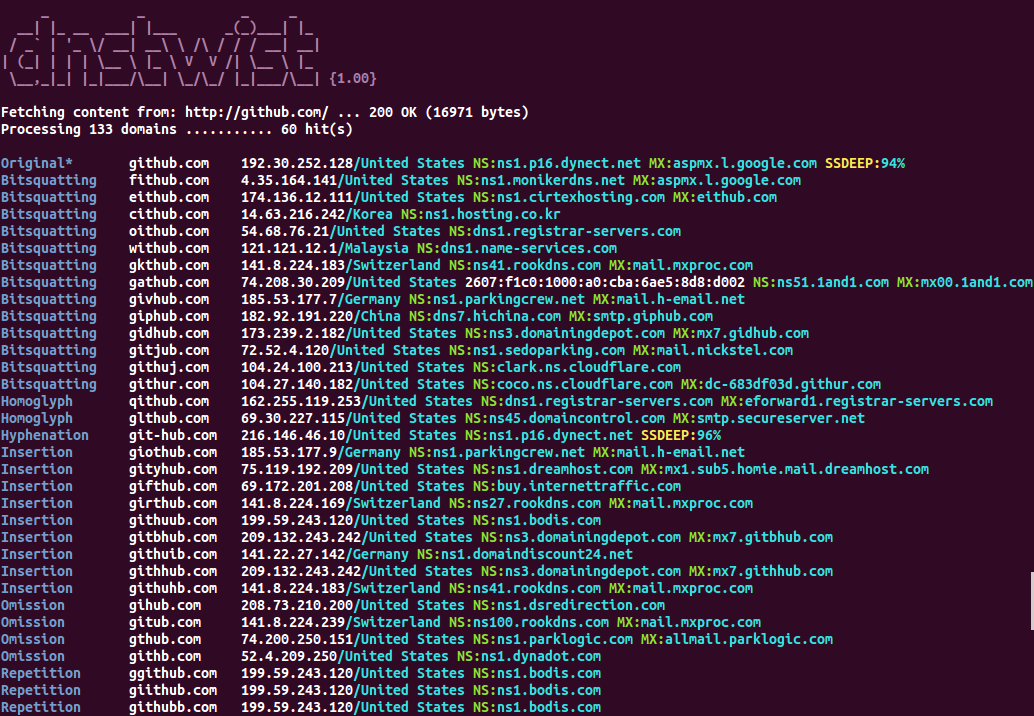 dnstwist {1.00}
Fetching content from: http://github.com/ ... 200 OK (16971 bytes)
Processing 133 domains ........... 60 hit(s)
Original* github.com 192.30.252.128/United States NS:ns1.p16.dynect.net MX:aspmx.l.google.com SSDEEP:94%
Bitsquatting fithub.com 4.35.164.141/United States NS:ns1.monikerdns.net MX:aspmx.l.google.com
Bitsquatting eithub.com 174.136.12.111/United States NS:ns1.cirtexhosting.com MX:eithub.com
Bitsquatting cithub.com 14.63.216.242/Korea NS:ns1.hosting.co.kr
Bitsquatting oithub.com 54.68.76.21/United States NS:dns1.registrar-servers.com
Bitsquatting withub.com 121.121.12.1/Malaysia NS:dns1.name-services.com
Bitsquatting gkthub.com 141.8.224.183/Switzerland NS:ns41.rookdns.com MX:mail.mxproc.com
Bitsquatting gathub.com 74.208.30.209/United States 2607:f1c0:1000:a0:cba:6ae5:8d8:d002 NS:ns51.1and1.com MX:mx00.1and1.com
Bitsquatting givhub.com 185.53.177.7/Germany NS:ns1.parkingcrew.net MX:mail.h-email.net
Bitsquatting giphub.com 182.92.191.220/China NS:dns7.hichina.com MX:smtp.giphub.com
Bitsquatting gidhub.com 173.239.2.182/United States NS:ns3.domainingdepot.com MX:mx7.gidhub.com
Bitsquatting gitjub.com 72.52.4.120/United States NS:ns1.sedoparking.com MX:mail.nickstel.com
Bitsquatting githuj.com 104.24.100.213/United States NS:clark.ns.cloudflare.com
Bitsquatting githur.com 104.27.140.182/United States NS:coco.ns.cloudflare.com MX:dc-683df03d.githur.com
Homoglyph qithub.com 162.255.119.253/United States NS:dns1.registrar-servers.com MX:eforward1.registrar-servers.com
Homoglyph glthub.com 69.30.227.115/United States NS:ns45.domaincontrol.com MX:smtp.secureserver.net
Hyphenation git-hub.com 216.146.46.10/United States NS:ns1.p16.dynect.net SSDEEP:96%
Insertion giothub.com 185.53.177.9/Germany NS:ns1.parkingcrew.net MX:mail.h-email.net
Insertion gityhub.com 75.119.192.209/United States NS:ns1.dreamhost.com MX:mx1.sub5.homie.mail.dreamhost.com
Insertion gifthub.com 69.172.201.208/United States NS:buy.internettraffic.com
Insertion girthub.com 141.8.224.169/Switzerland NS:ns27.rookdns.com MX:mail.mxproc.com
Insertion githuub.com 199.59.243.120/United States NS:ns1.bodis.com
Insertion gitbhub.com 209.132.243.242/United States NS:ns3.domainingdepot.com MX:mx7.gitbhub.com
Insertion githuib.com 141.22.27.142/Germany NS:ns1.domaindiscount24.net
Insertion githhub.com 209.132.243.242/United States NS:ns3.domainingdepot.com MX:mx7.githhub.com
Insertion githuhb.com 141.8.224.183/Switzerland NS:ns41.rookdns.com MX:mail.mxproc.com
Omission gihub.com 208.73.210.200/United States NS:ns1.dsredirection.com
Omission gitub.com 141.8.224.239/Switzerland NS:ns100.rookdns.com MX:mail.mxproc.com
Omission gthub.com 74.200.250.151/United States NS:ns1.parklogic.com MX:allmail.parklogic.com
Omission githb.com 52.4.209.250/United States NS:ns1.dynadot.com
Repetition ggithub.com 199.59.243.120/United States NS:ns1.bodis.com
Repetition giithub.com 199.59.243.120/United States NS:ns1.bodis.com
Repetition githubb.com 199.59.243.120/United States NS:ns1.bodis.com